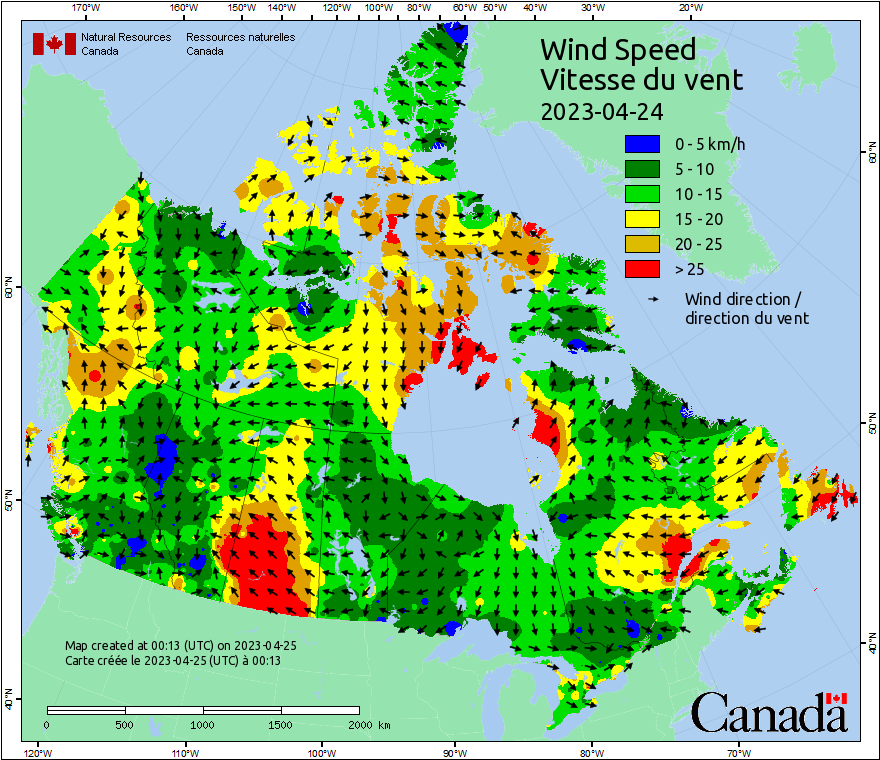 170°W 160°W 150°W 140°W 120°W 100°W 80°W 60°W 50°W 40°W 30°W 20°W
Natural Resources Canada
Ressources naturelles Canada
Wind Speed
Vitesse du vent
2023-04-24
0 - 5 km/h
5 - 10
10 - 15
15 - 20
20 - 25
> 25
Wind direction /
direction du vent
60°N
50°N
40°N
60°N
50°N
40°N
Map created at 00:13 (UTC) on 2023-04-25
Carte créée le 2023-04-25 (UTC) à 00:13
0 500 1000 1500 2000 km
Canada
120°W 110°W 100°W 90°W 80°W 70°W